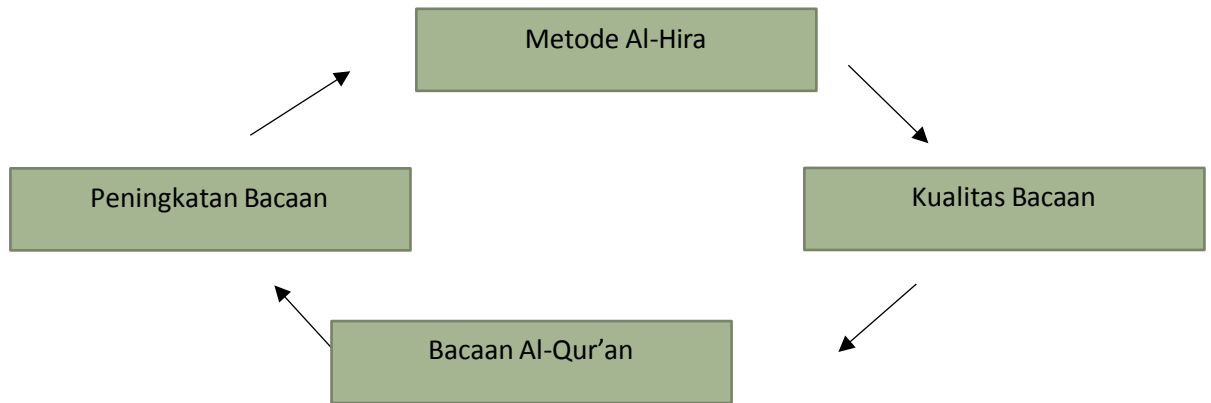 Metode Al-Hira
Peningkatan Bacaan
Kualitas Bacaan
Bacaan Al-Qur’an